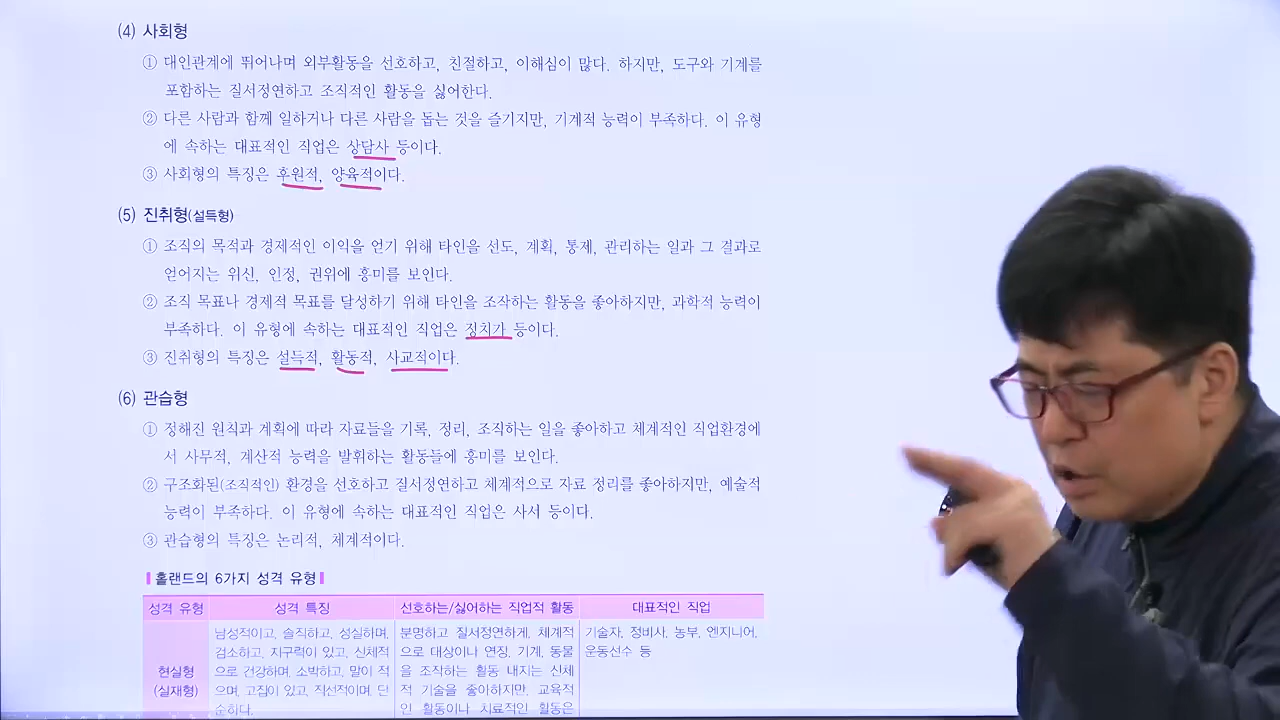 (4) 사회형
① 대인관계에 뛰어나며 외부활동을 선호하고, 친절하고, 이해심이 많다. 하지만, 도구와 기계를
포함하는 질서정연하고 조직적인 활동을 싫어한다.
② 다른 사람과 함께 일하거나 다른 사람을 돕는 것을 즐기지만, 기계적 능력이 부족하다. 이 유형
에 속하는 대표적인 직업은 상담사 등이다.
③ 사회형의 특징은 후원적, 양육적이다.
(5) 진취형(설득형)
① 조직의 목적과 경제적인 이익을 얻기 위해 타인을 선도, 계획, 통제, 관리하는 일과 그 결과로
얻어지는 위신, 인정, 권위에 흥미를 보인다.
② 조직 목표나 경제적 목표를 달성하기 위해 타인을 조작하는 활동을 좋아하지만, 과학적 능력이
부족하다. 이 유형에 속하는 대표적인 직업은 정치가 등이다.
③ 진취형의 특징은 설득적, 활동적, 사교적이다.
(6) 관습형
① 정해진 원칙과 계획에 따라 자료들을 기록, 정리, 조직하는 일을 좋아하고 체계적인 직업환경에
서 사무적, 계산적 능력을 발휘하는 활동들에 흥미를 보인다.
② 구조화된(조직적인) 환경을 선호하고 질서정연하고 체계적으로 자료 정리를 좋아하지만, 예술적
능력이 부족하다. 이 유형에 속하는 대표적인 직업은 사서 등이다.
③ 관습형의 특징은 논리적, 체계적이다.
홀랜드의 6가지 성격 유형
성격 유형 성격 특징 선호하는/싫어하는 직업적 활동 대표적인 직업
현실형
(실재형)
남성적이고, 솔직하고, 성실하며,
검소하고, 지구력이 있고, 신체적
으로 건강하며, 소박하고, 말이 적
으며, 고집이 있고, 직선적이며, 단
순하다.
분명하고 질서정연하게, 체계적
으로 대상이나 연장, 기계, 동물
을 조작하는 활동 내지는 신체
적 기술을 좋아하지만, 교육적
인 활동이나 치료적인 활동은
기술자, 정비사, 농부, 엔지니어,
운동선수 등